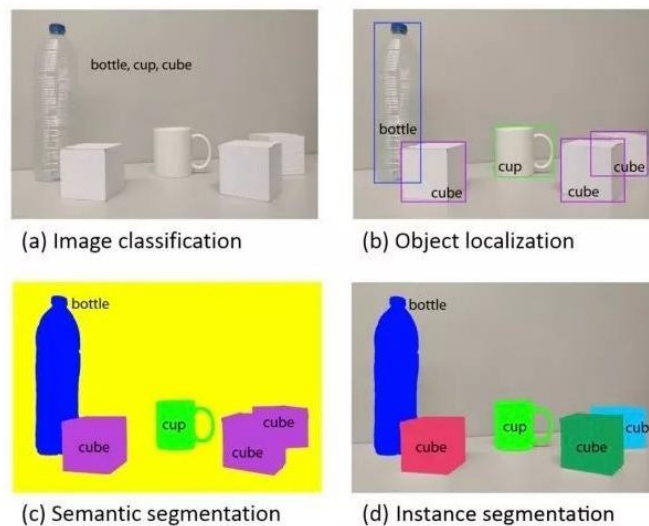 bottle, cup, cube
bottle
cup
cube
cube
cube
(a) Image classification
(b) Object localization
bottle
cup
cube
cube
cube
bottle
cup
cube
cube
cub
(c) Semantic segmentation
(d) Instance segmentation